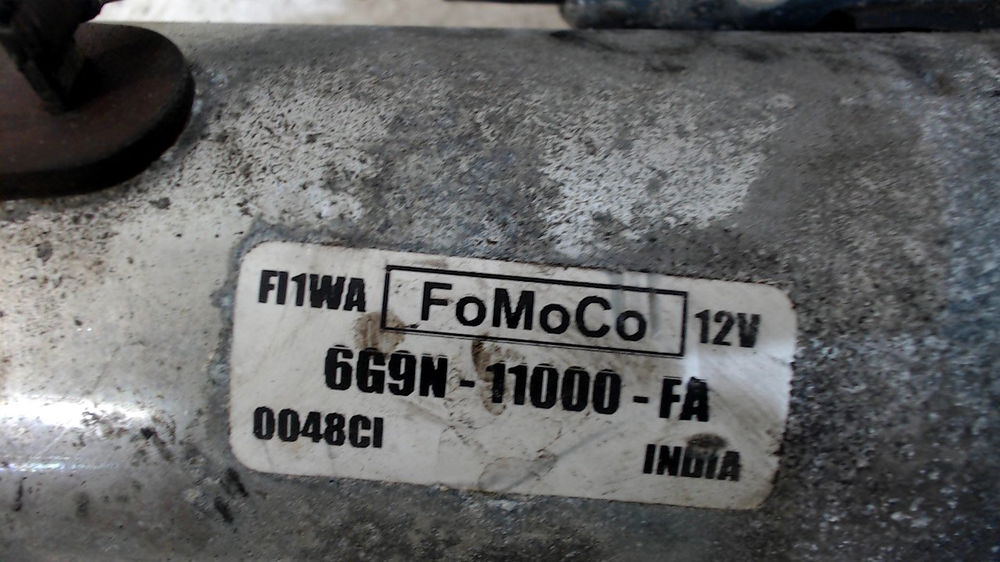 FI1WA FoMoCo 12V
6G9N - 11000 - FA
0048CI
INDIA